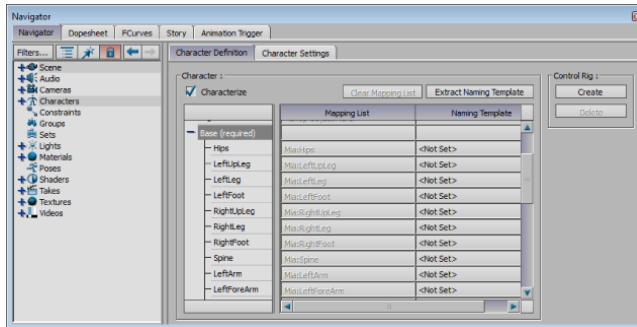 Navigator
Navigator Dopesheet FCurves Story Animation Trigger
Filters...
Character Definition Character Settings
Scene
Audio
Cameras
Characters
Constraints
Groups
Sets
Lights
Materials
Poses
Shaders
Takes
Textures
Videos
Character :
Characterize Clear Mapping List Extract Naming Template
Mapping List Naming Template
Base (required)
Hips Mia:Hips <Not Set>
LeftUpLeg Mia:LeftUpLeg <Not Set>
LeftLeg Mia:LeftLeg <Not Set>
LeftFoot Mia:LeftFoot <Not Set>
RightUpLeg Mia:RightUpLeg <Not Set>
RightLeg Mia:RightLeg <Not Set>
RightFoot Mia:RightFoot <Not Set>
Spine Mia:Spine <Not Set>
LeftArm Mia:LeftArm <Not Set>
LeftForeArm Mia:LeftForeArm <Not Set>
Control Rig :
Create
Delete